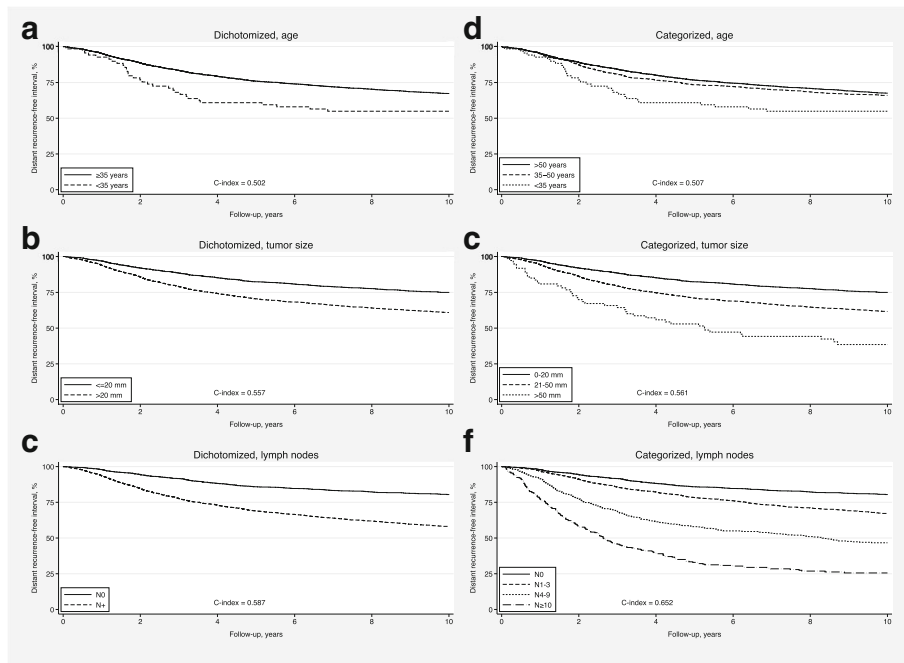 a
Dichotomized, age
Distant recurrence-free interval, %
100
75
50
25
0
≥35 years
<35 years
C-index = 0.502
0 2 4 6 8 10
Follow-up, years
d
Categorized, age
Distant recurrence-free interval, %
100
75
50
25
0
>50 years
35–50 years
<35 years
C-index = 0.507
0 2 4 6 8 10
Follow-up, years
b
Dichotomized, tumor size
Distant recurrence-free interval, %
100
75
50
25
0
<=20 mm
>20 mm
C-index = 0.557
0 2 4 6 8 10
Follow-up, years
c
Categorized, tumor size
Distant recurrence-free interval, %
100
75
50
25
0
0-20 mm
21-50 mm
>50 mm
C-index = 0.561
0 2 4 6 8 10
Follow-up, years
c
Dichotomized, lymph nodes
Distant recurrence-free interval, %
100
75
50
25
0
N0
N+
C-index = 0.587
0 2 4 6 8 10
Follow-up, years
f
Categorized, lymph nodes
Distant recurrence-free interval, %
100
75
50
25
0
N0
N1-3
N4-9
N≥10
C-index = 0.652
0 2 4 6 8 10
Follow-up, years